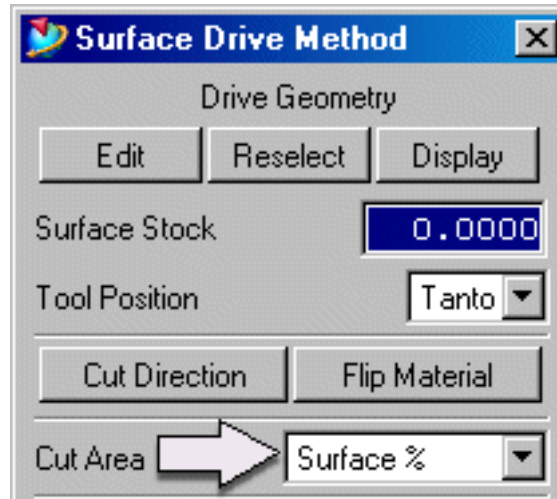 Surface Drive Method
Drive Geometry
Edit Reselect Display
Surface Stock 0.0000
Tool Position Tanto
Cut Direction Flip Material
Cut Area Surface %